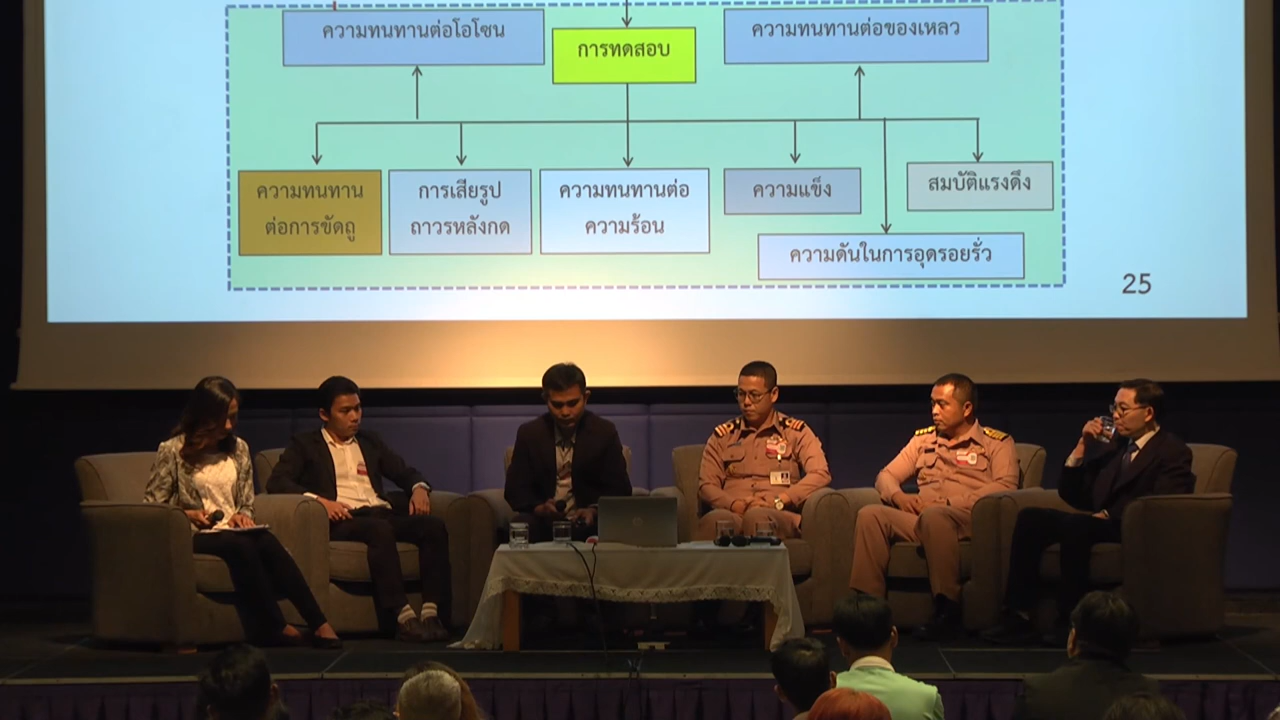 ความทนทานต่อโอโซน
การทดสอบ
ความทนทานต่อของเหลว
ความทนทาน
ต่อการขัดถู
การเสียรูป
ถาวรหลังกด
ความทนทานต่อ
ความร้อน
ความแข็ง
สมบัติแรงดึง
ความดันในการอุดรอยรั่ว
25